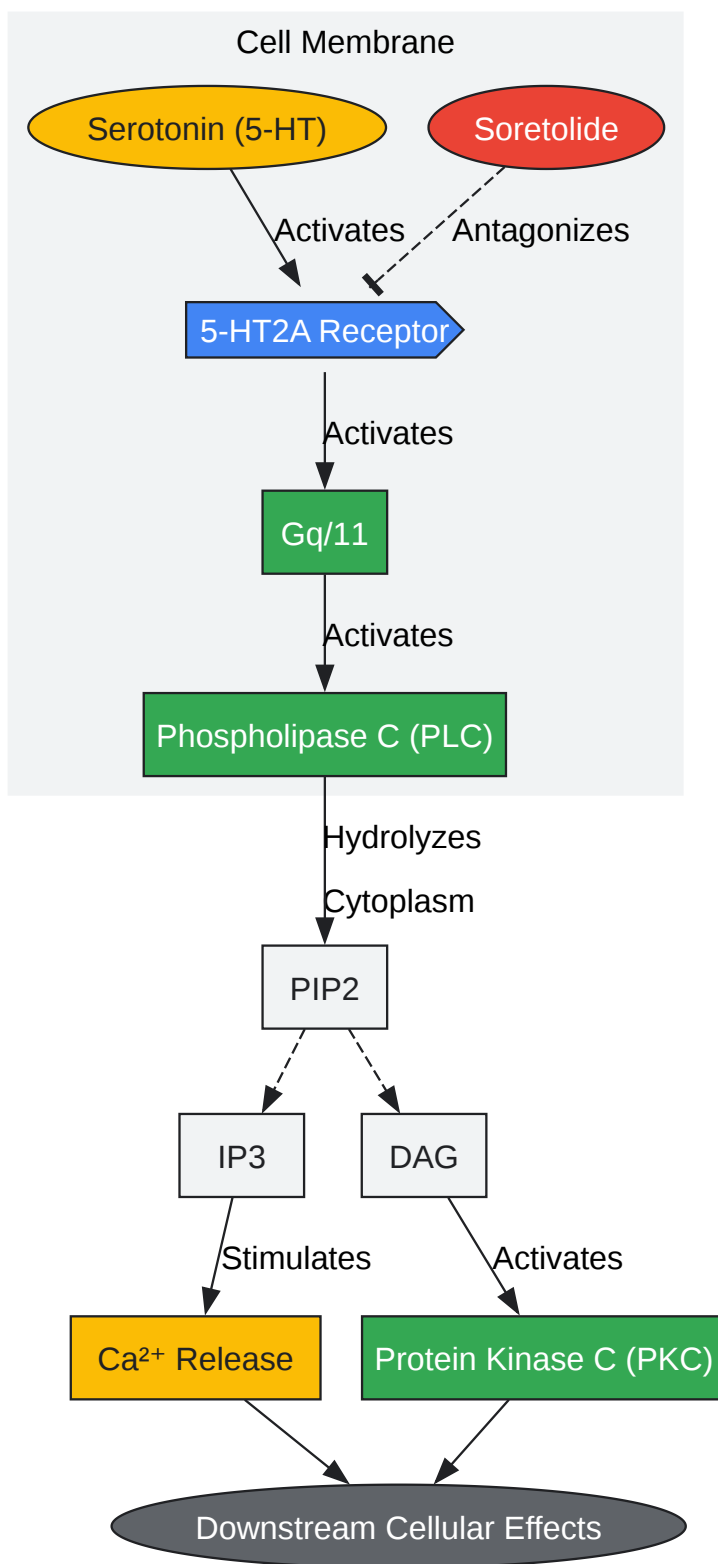 Cell Membrane
Serotonin (5-HT)
Soretolide
Activates
Antagonizes
5-HT2A Receptor
Activates
Gq/11
Activates
Phospholipase C (PLC)
Hydrolyzes
Cytoplasm
PIP2
IP3
DAG
Stimulates
Activates
Ca²⁺ Release
Protein Kinase C (PKC)
Downstream Cellular Effects